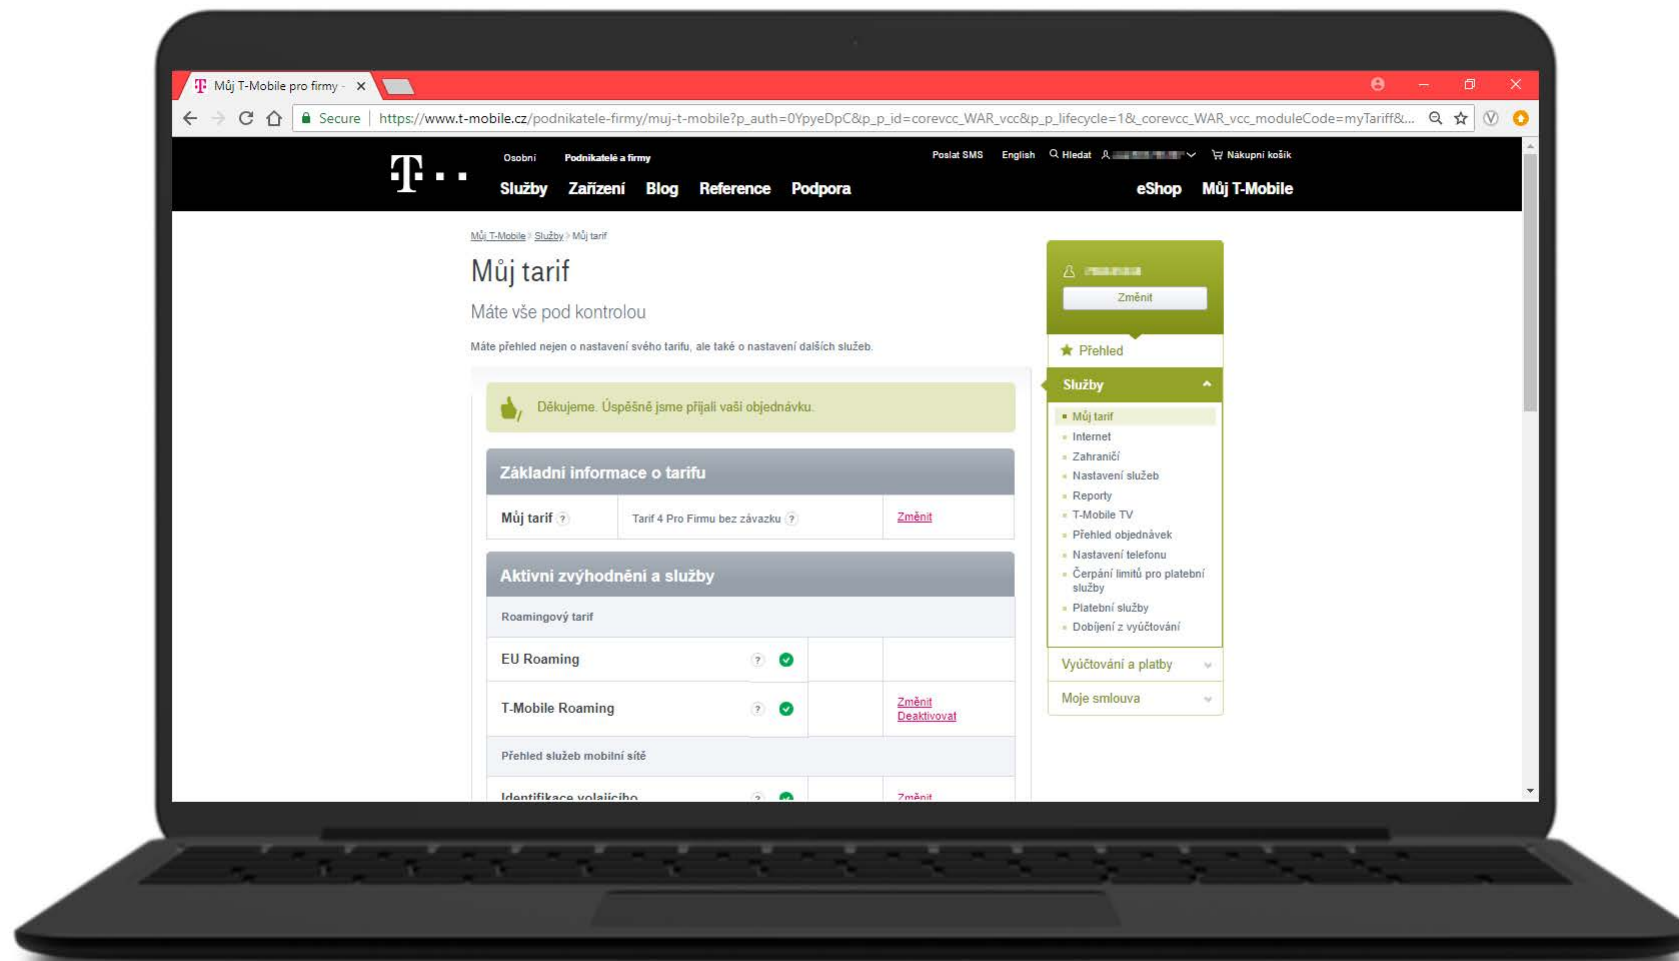 Můj T-Mobile pro firmy -
Secure
https://www.t-mobile.cz/podnikatele-firmy/muj-t-mobile?p_auth=0YpyeDpC&p_p_id=corevcc_WAR_vcc&p_p_lifecycle=1&_corevcc_WAR_vcc_moduleCode=myTariff&...
Osobní Podnikatelé a firmy Poslat SMS English Hledat Nákupní košík
T
Služby Zařízení Blog Reference Podpora eShop Můj T-Mobile
Můj T-Mobile > Služby > Můj tarif
Můj tarif
Máte vše pod kontrolou
Máte přehled nejen o nastavení svého tarifu, ale také o nastavení dalších služeb.
Děkujeme. Úspěšně jsme přijali vaši objednávku.
Základní informace o tarifu
Můj tarif ? Tarif 4 Pro Firmu bez závazku ? Změnit
Aktivní zvýhodnění a služby
Roamingový tarif
EU Roaming ?
T-Mobile Roaming ? Změnit
Deaktivovat
Přehled služeb mobilní sítě
Identifikace volajícího ? Změnit
Změnit
Přehled
Služby
Můj tarif
Internet
Zahraničí
Nastavení služeb
Reporty
T-Mobile TV
Přehled objednávek
Nastavení telefonu
Čerpání limitů pro platební
služby
Platební služby
Dobíjení z vyúčtování
Vyúčtování a platby
Moje smlouva